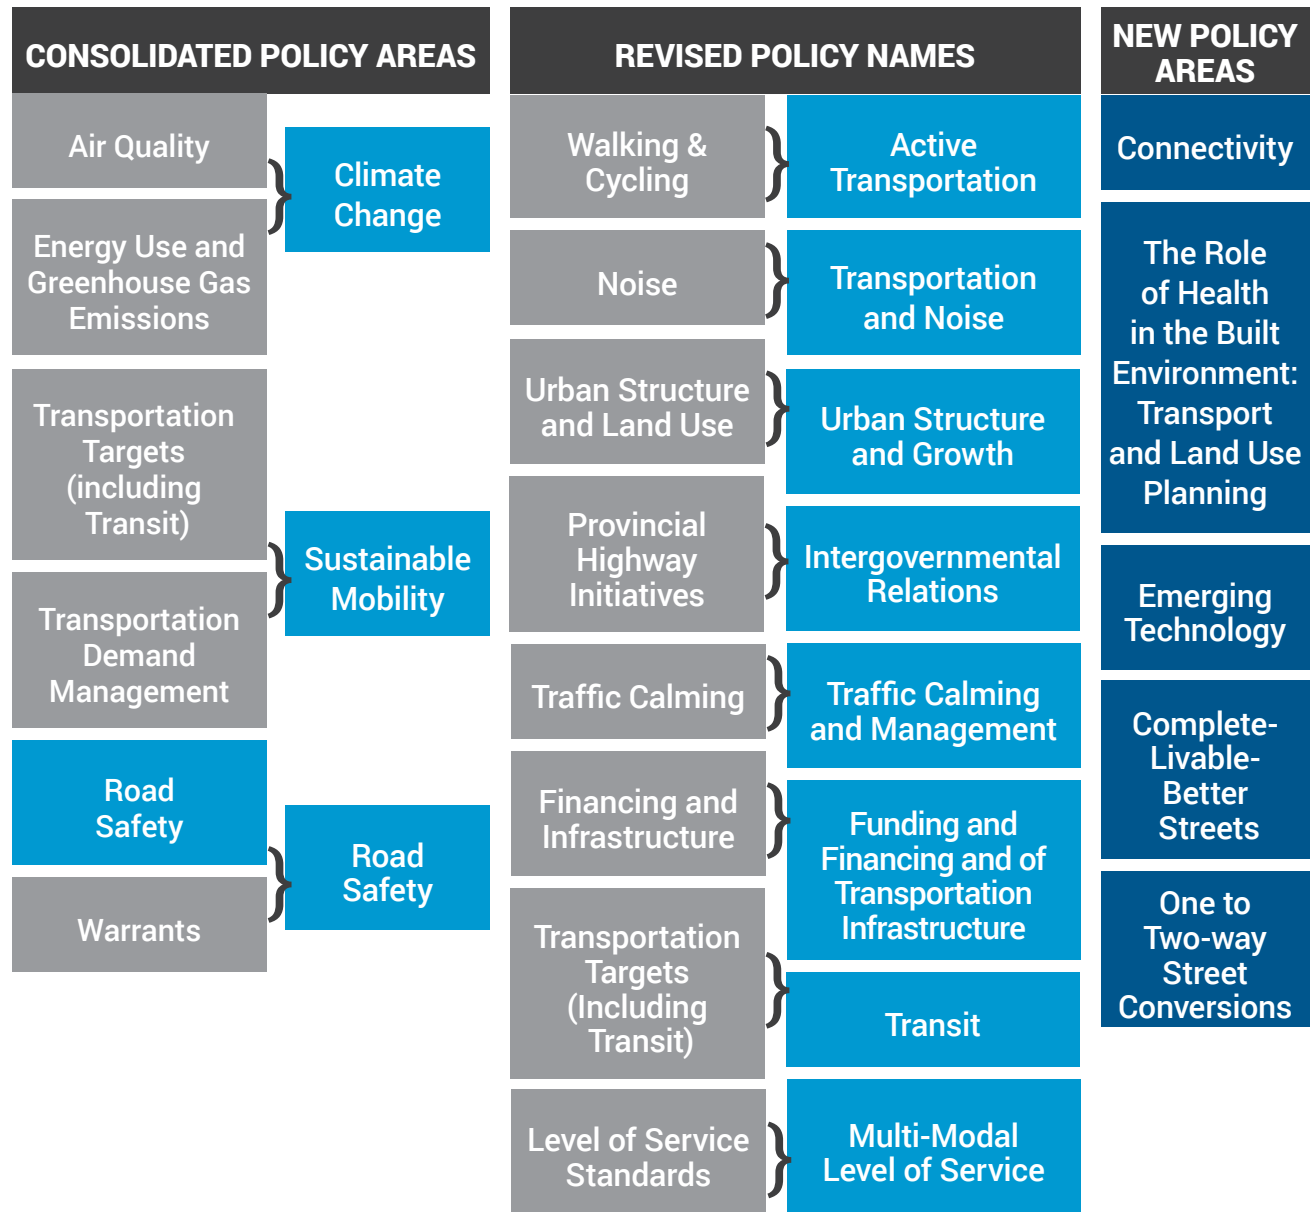 CONSOLIDATED POLICY AREAS
Air Quality
Energy Use and
Greenhouse Gas
Emissions
Climate
Change
Transportation
Targets
(including
Transit)
Transportation
Demand
Management
Sustainable
Mobility
Road
Safety
Warrants
Road
Safety
REVISED POLICY NAMES
Walking &
Cycling
Active
Transportation
Noise
Transportation
and Noise
Urban Structure
and Land Use
Urban Structure
and Growth
Provincial
Highway
Initiatives
Intergovernmental
Relations
Traffic Calming
Traffic Calming
and Management
Financing and
Infrastructure
Funding and
Financing and of
Transportation
Infrastructure
Transportation
Targets
(Including
Transit)
Transit
Level of Service
Standards
Multi-Modal
Level of Service
NEW POLICY
AREAS
Connectivity
The Role
of Health
in the Built
Environment:
Transport
and Land Use
Planning
Emerging
Technology
Complete-
Livable-
Better
Streets
One to
Two-way
Street
Conversions